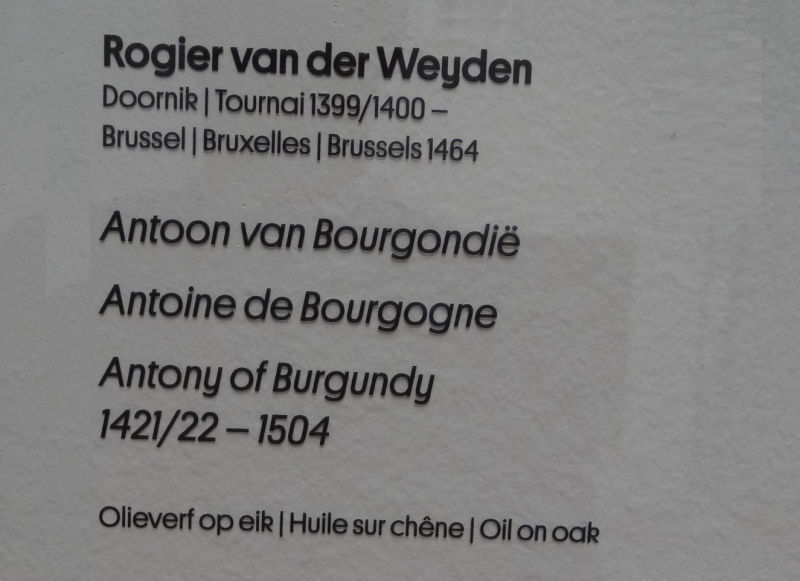 Rogier van der Weyden
Doornik | Tournai 1399/1400 –
Brussel | Bruxelles | Brussels 1464
Antoon van Bourgondië
Antoine de Bourgogne
Antony of Burgundy
1421/22 – 1504
Olieverf op eik | Huile sur chêne | Oil on oak